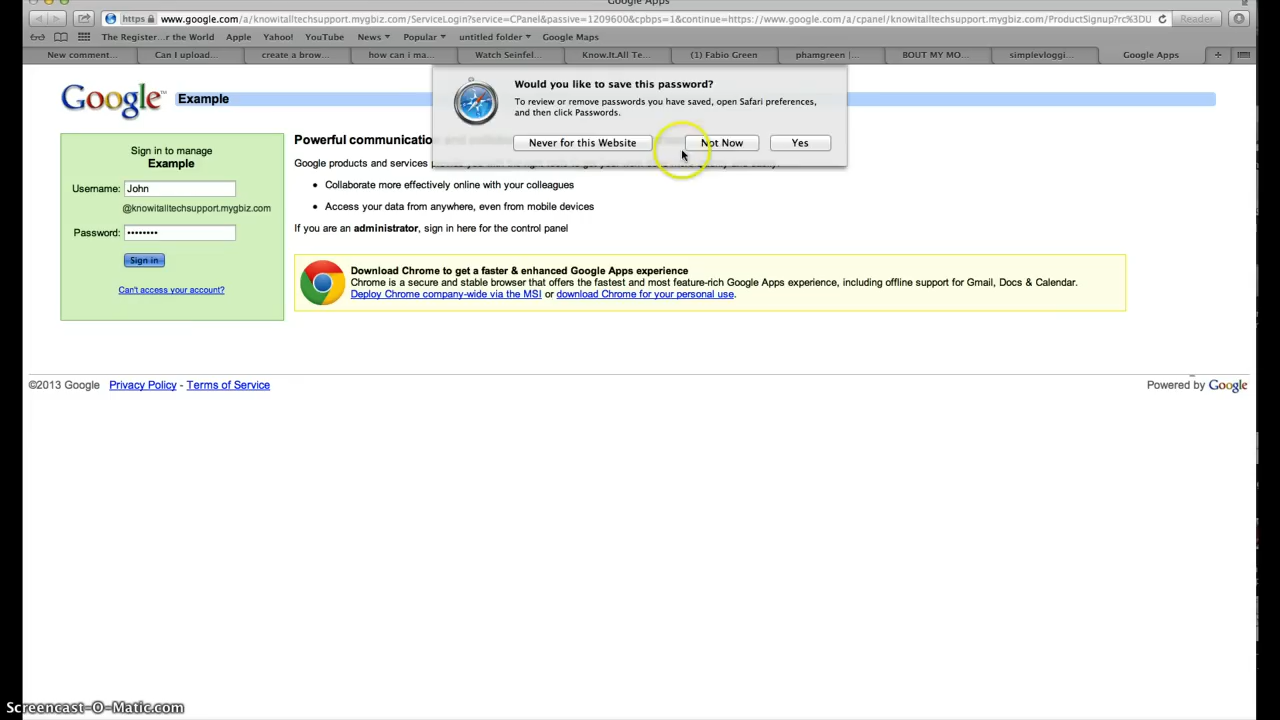 Google Apps
https www.google.com/a/knowitalltechsupport.mygbiz.com/ServiceLogin?service=CPanel&passive=1209600&cpbps=1&continue=https://www.google.com/a/cpanel/knowitalltechsupport.mygbiz.com/ProductSignup?rc%3DU Reader
The Register...r the World Apple Yahoo! YouTube News Popular untitled folder Google Maps
New comment... Can I upload... create a brow... how can i ma... Watch Seinfel... Know.It.All Te... (1) Fabio Green phamgreen |... BOUT MY MO... simplevloggi... Google Apps
Would you like to save this password?
To review or remove passwords you have saved, open Safari preferences,
and then click Passwords.
Never for this Website Not Now Yes
Google™ Example
Sign in to manage
Example
Username: John
@knowitalltechsupport.mygbiz.com
Password: ••••••••
Sign in
Can't access your account?
Powerful communication
Google products and services
• Collaborate more effectively online with your colleagues
• Access your data from anywhere, even from mobile devices
If you are an administrator, sign in here for the control panel
Download Chrome to get a faster & enhanced Google Apps experience
Chrome is a secure and stable browser that offers the fastest and most feature-rich Google Apps experience, including offline support for Gmail, Docs & Calendar.
Deploy Chrome company-wide via the MSI or download Chrome for your personal use.
©2013 Google Privacy Policy - Terms of Service
Powered by Google
Screencast-O-Matic.com